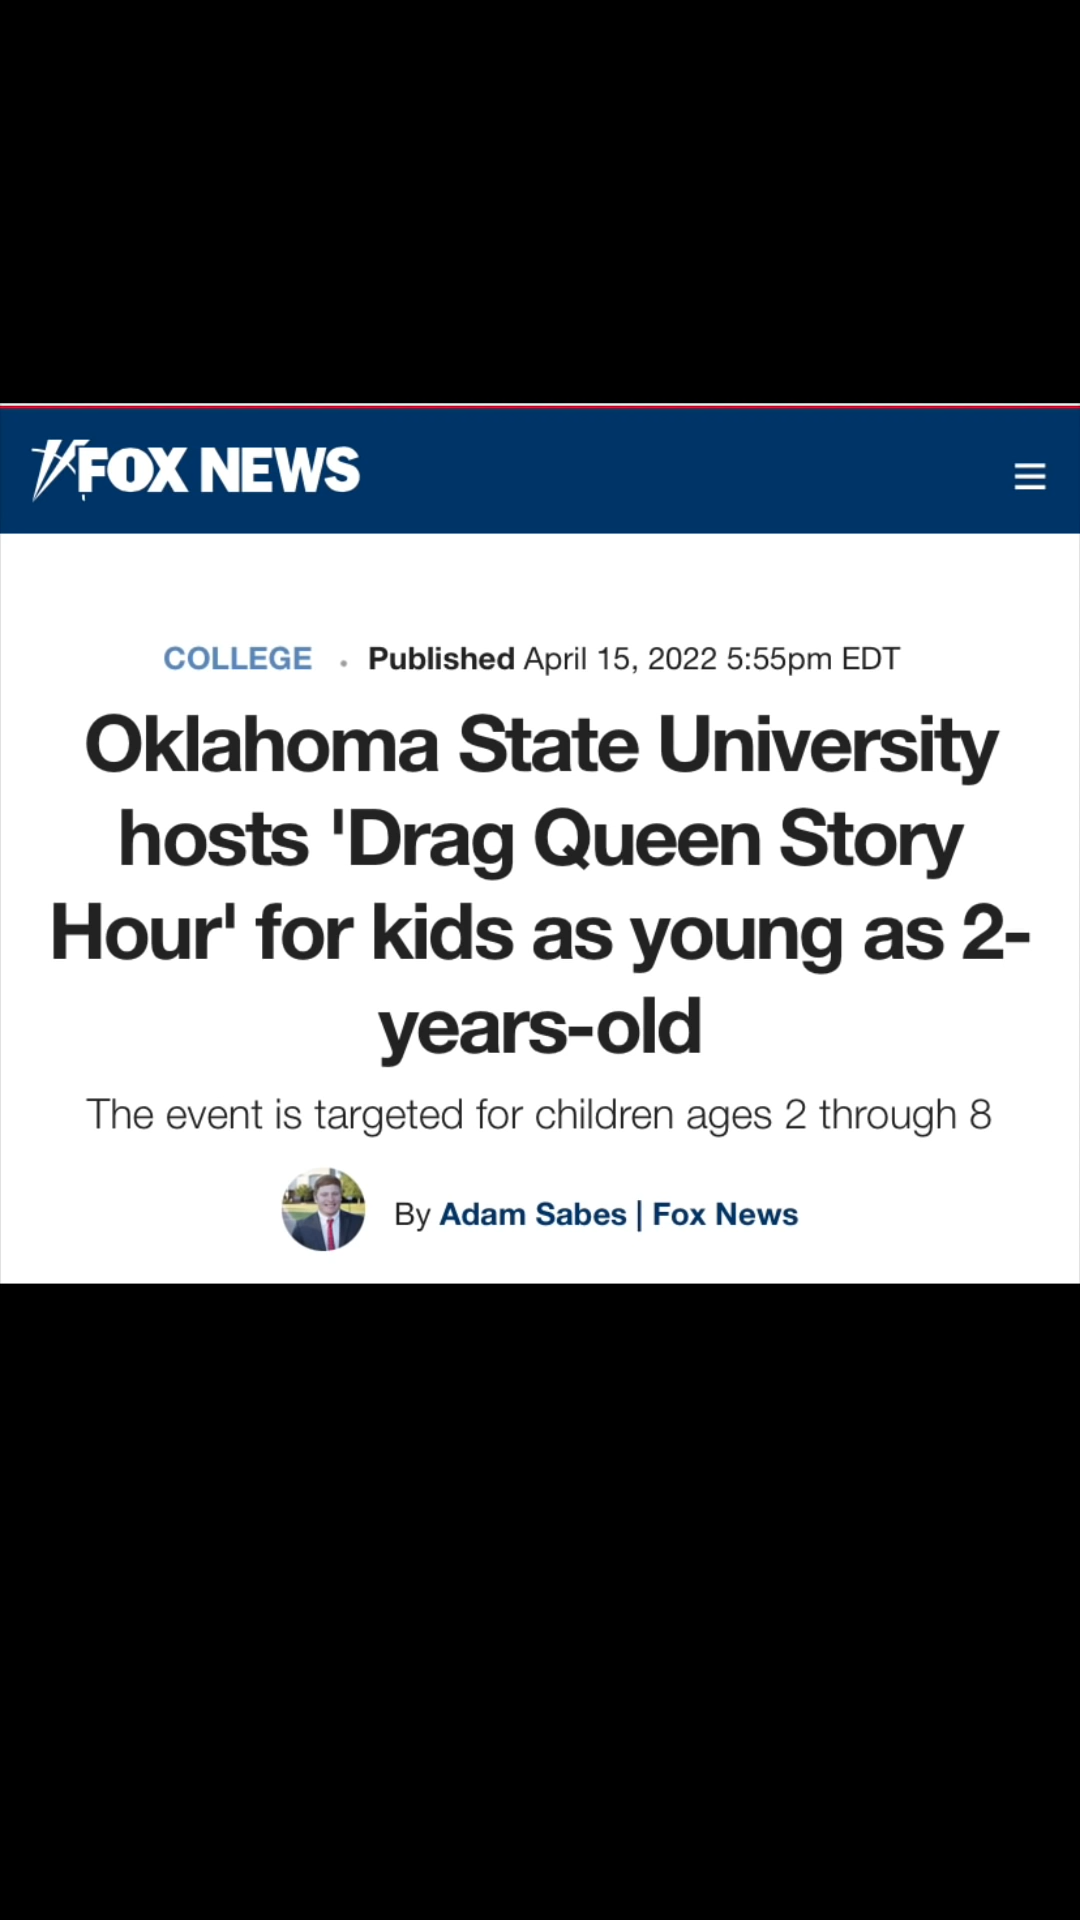 FOX NEWS
COLLEGE · Published April 15, 2022 5:55pm EDT
Oklahoma State University
hosts 'Drag Queen Story
Hour' for kids as young as 2-
years-old
The event is targeted for children ages 2 through 8
By Adam Sabes | Fox News